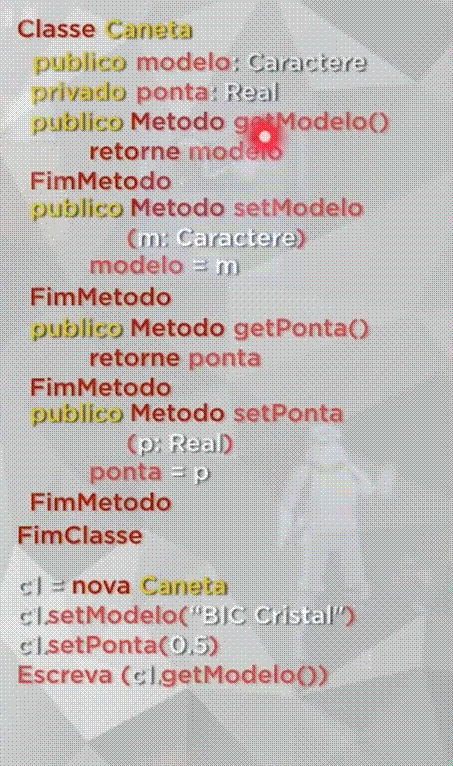 Classe Caneta
publico modelo: Caractere
privado ponta: Real
publico Metodo getModelo()
retorne modelo
FimMetodo
publico Metodo setModelo
(m: Caractere)
modelo = m
FimMetodo
publico Metodo getPonta()
retorne ponta
FimMetodo
publico Metodo setPonta
(p: Real)
ponta = p
FimMetodo
FimClasse
c1 = nova Caneta
c1.setModelo("BIC Cristal")
c1.setPonta(0.5)
Escreva (c1.getModelo())